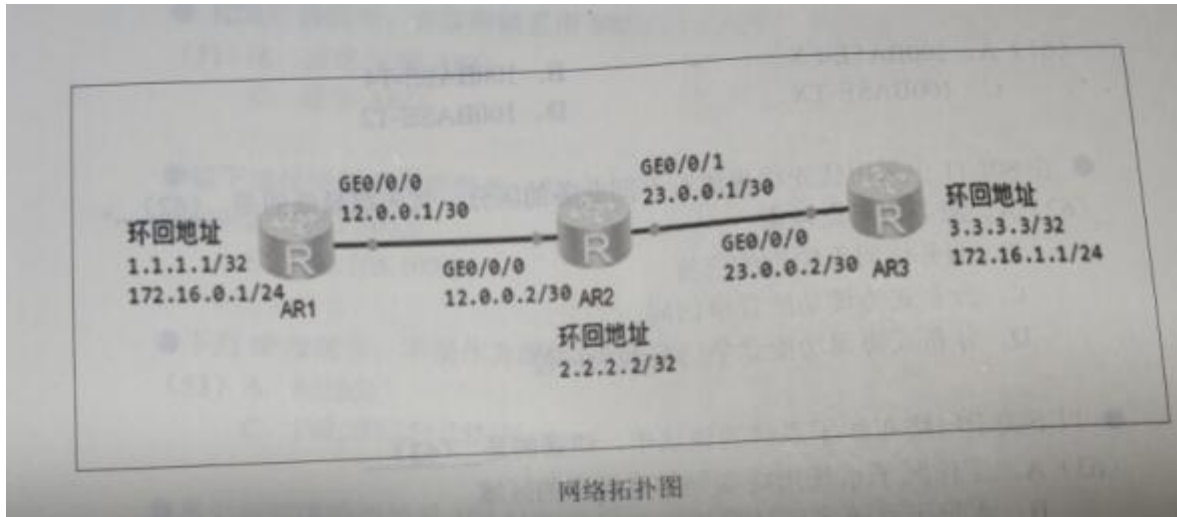 GE0/0/0
12.0.0.1/30
环回地址
1.1.1.1/32
172.16.0.1/24
AR1
GE0/0/0
12.0.0.2/30
AR2
环回地址
2.2.2.2/32
GE0/0/1
23.0.0.1/30
GE0/0/0
23.0.0.2/30
AR3
环回地址
3.3.3.3/32
172.16.1.1/24
R
R
R
网络拓扑图